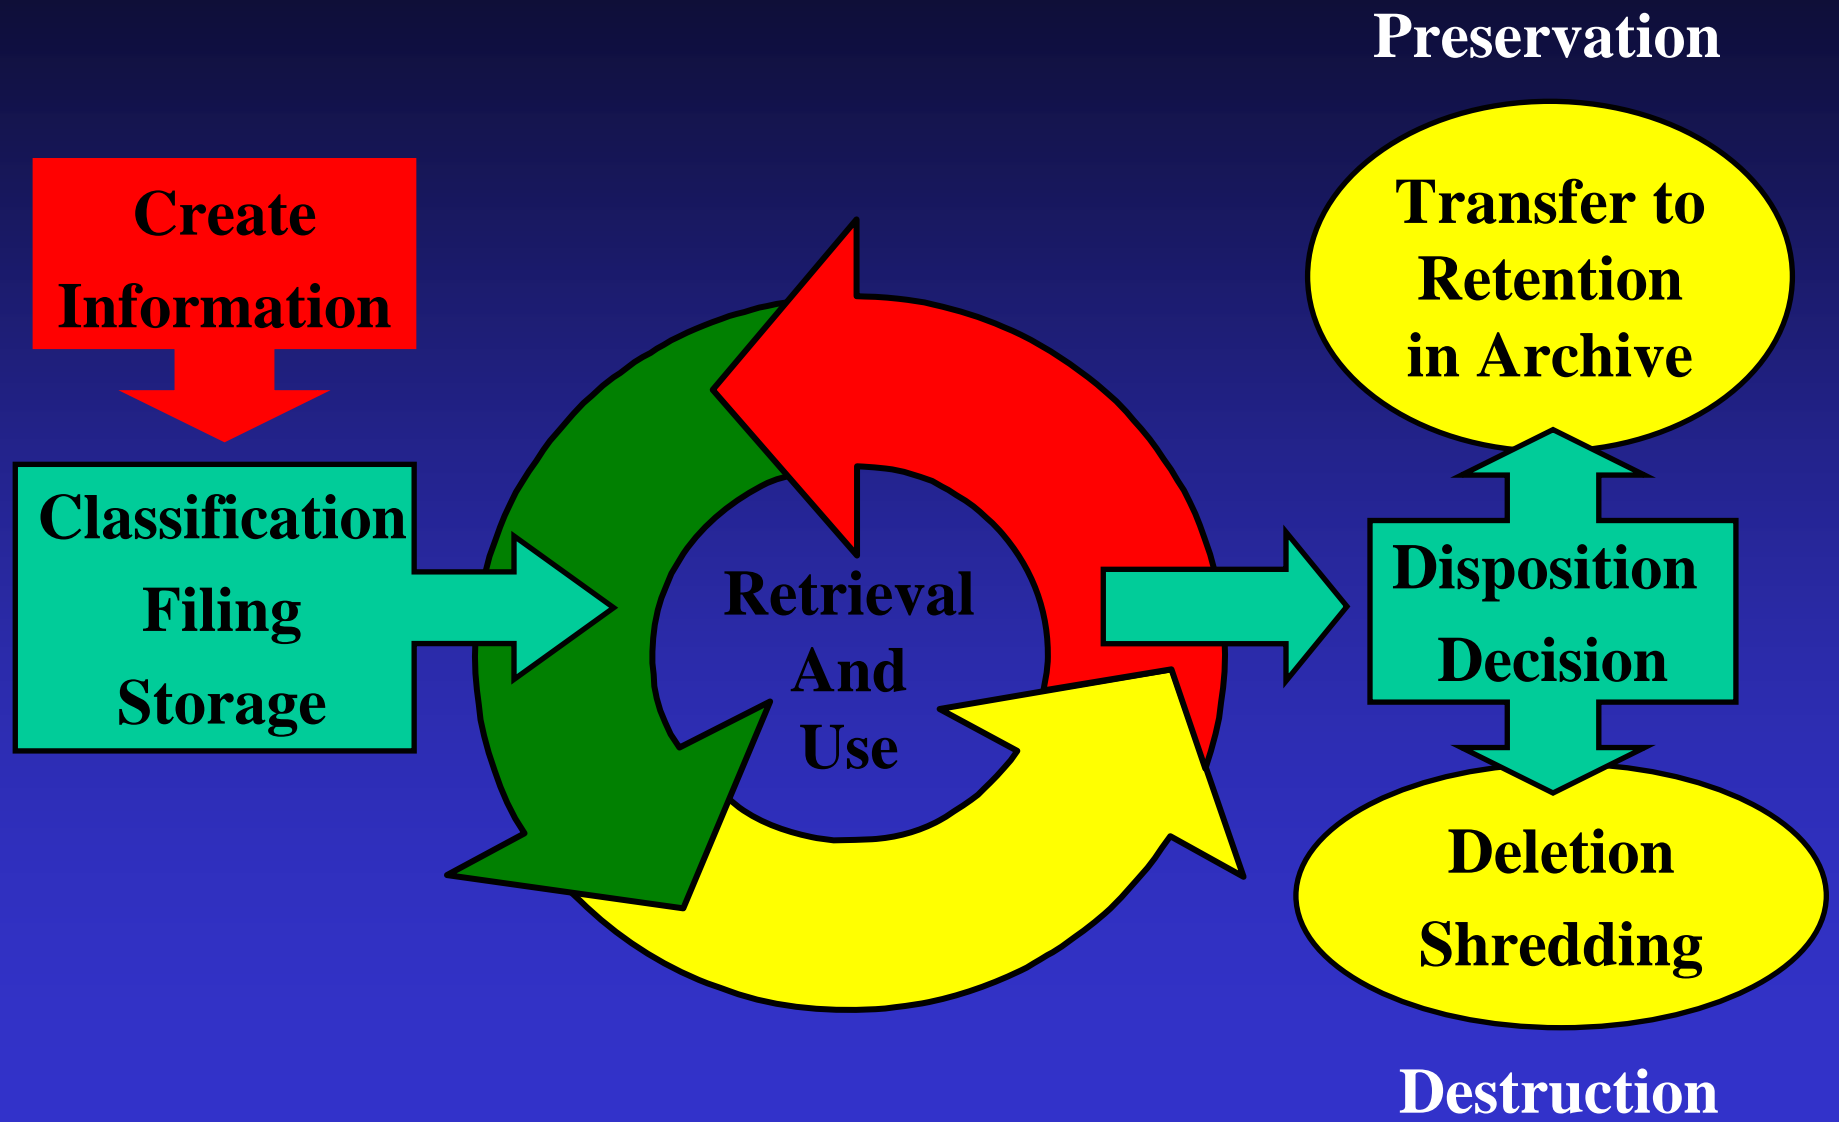 Create
Information
Classification
Filing
Storage
Retrieval
And
Use
Disposition
Decision
Preservation
Transfer to
Retention
in Archive
Deletion
Shredding
Destruction